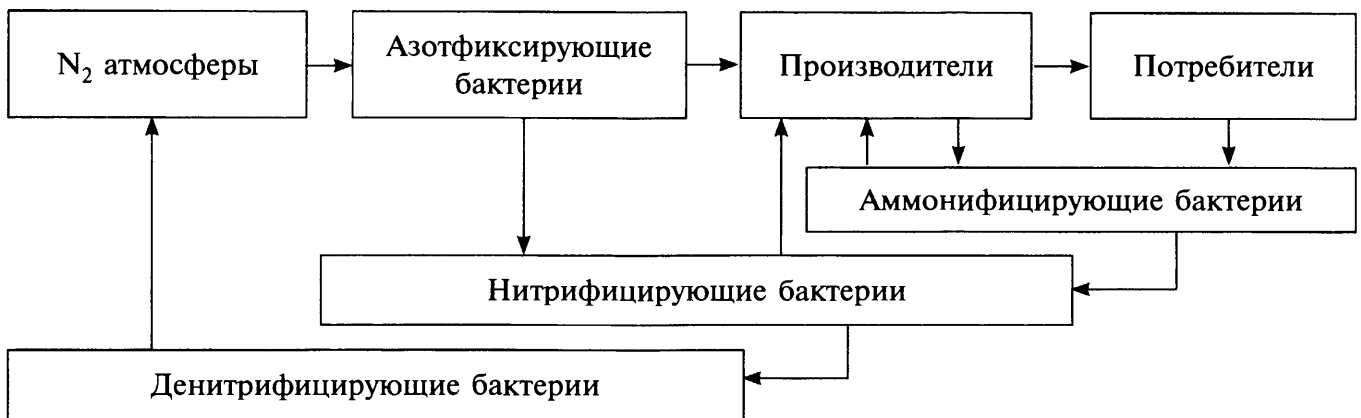 N₂ атмосферы
Азотфиксирующие
бактерии
Производители
Потребители
Аммонифицирующие бактерии
Нитрифицирующие бактерии
Денитрифицирующие бактерии